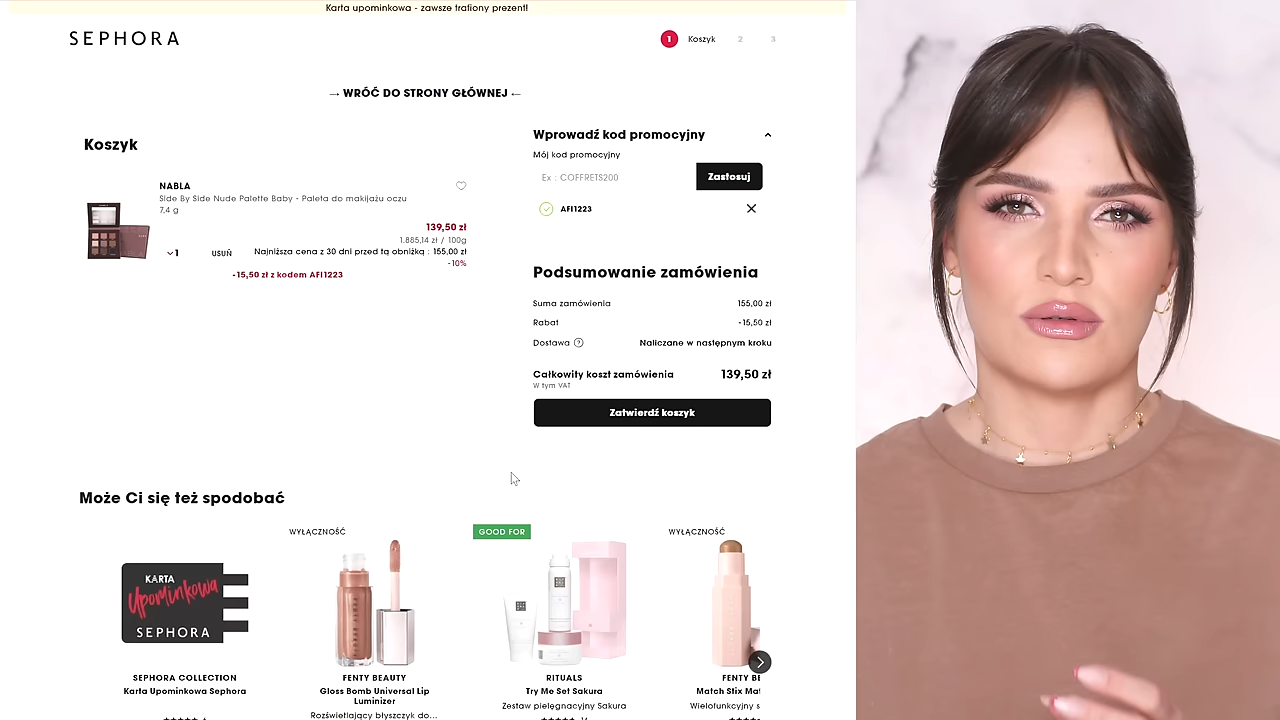 Karta upominkowa - zawsze trafiony prezent!
SEPHORA
1 Koszyk 2 3
→ WRÓĆ DO STRONY GŁÓWNEJ ←
Koszyk
NABLA
Side By Side Nude Palette Baby - Paleta do makijażu oczu
7,4 g
139,50 zł
1.885,14 zł / 100g
1 USUŃ Najniższa cena z 30 dni przed tą obniżką : 155,00 zł
-10%
-15,50 zł z kodem AFI1223
Wprowadź kod promocyjny
Mój kod promocyjny
Ex : COFFRETS200 Zastosuj
AFI1223
Podsumowanie zamówienia
Suma zamówienia 155,00 zł
Rabat -15,50 zł
Dostawa ? Naliczane w następnym kroku
Całkowity koszt zamówienia 139,50 zł
W tym VAT
Zatwierdź koszyk
Może Ci się też spodobać
KARTA
Upominkowa
SEPHORA
SEPHORA COLLECTION
Karta Upominkowa Sephora
WYŁĄCZNOŚĆ
FENTY BEAUTY
Gloss Bomb Universal Lip
Luminizer
Rozświetlający błyszczyk do...
GOOD FOR
RITUALS
Try Me Set Sakura
Zestaw pielęgnacyjny Sakura
WYŁĄCZNOŚĆ
FENTY BE
Match Stix Mat
Wielofunkcyjny s